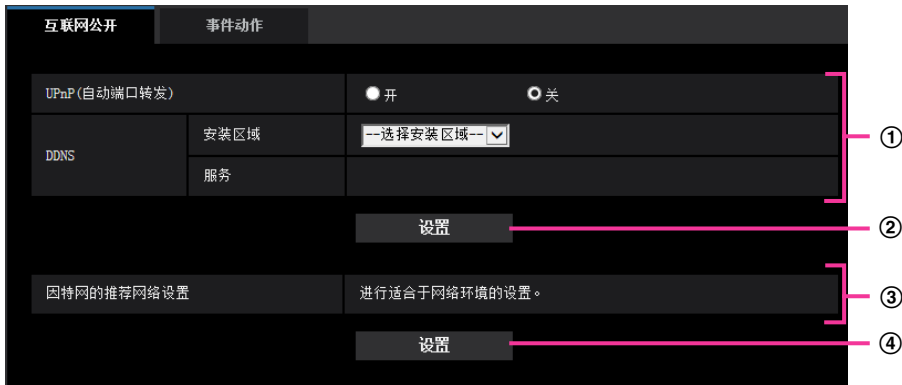 互联网公开 事件动作
UPnP(自动端口转发) 开 关 ①
DDNS 安装区域 --选择安装区域--
服务
设置 ②
因特网的推荐网络设置 进行适合于网络环境的设置。 ③
设置 ④